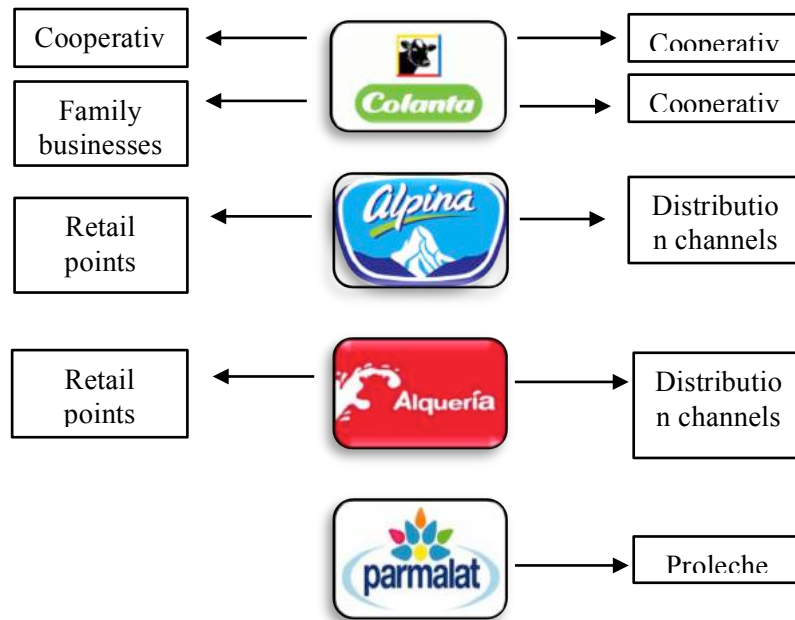 Cooperativ
Cooperativ
Colanta
Family
businesses
Cooperativ
Alpina
Retail
points
Distributio
n channels
Alquería
Retail
points
Distributio
n channels
parmalat
Proleche